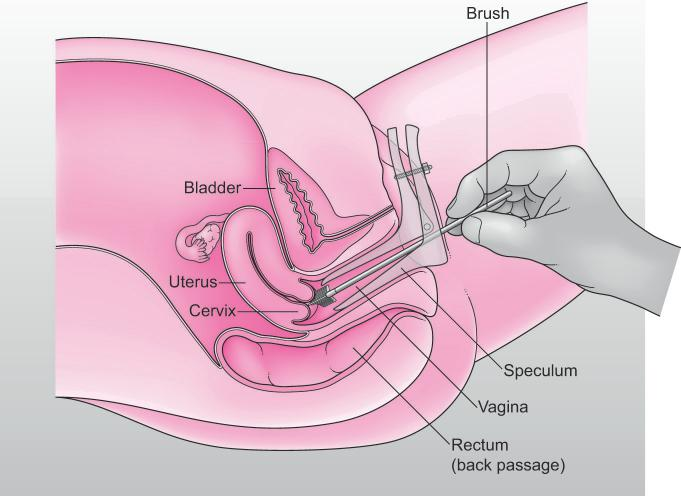 Brush
Bladder
Uterus
Cervix
Speculum
Vagina
Rectum
(back passage)